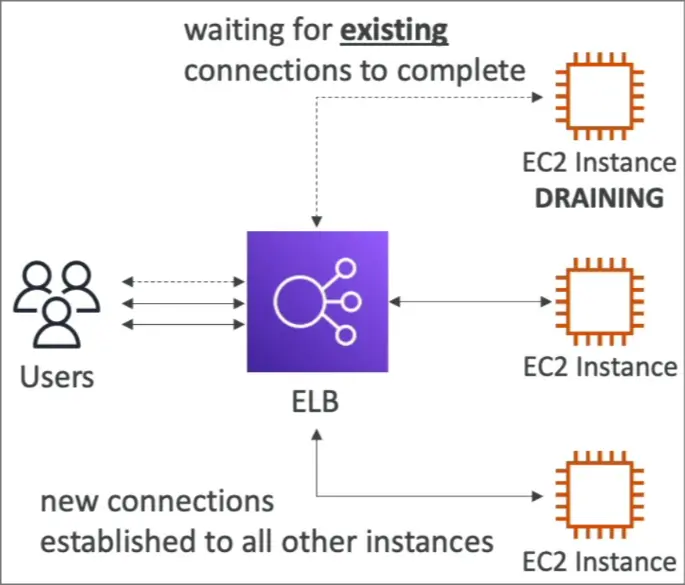 waiting for existing
connections to complete
EC2 Instance
DRAINING
Users
ELB
EC2 Instance
new connections
established to all other instances
EC2 Instance